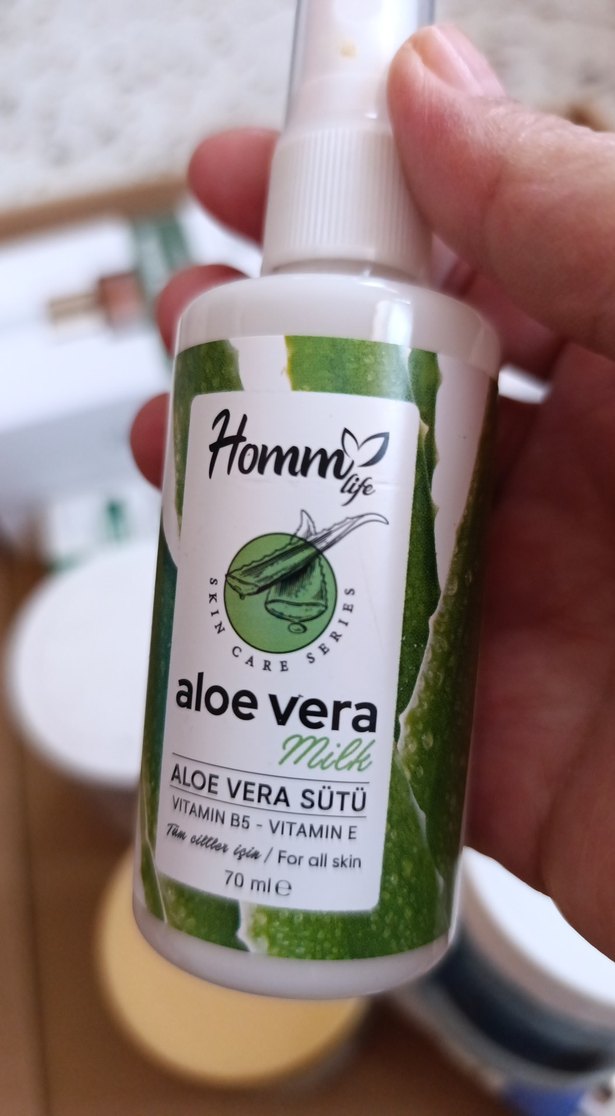 Homm
life
SKIN CARE SERIES
aloe vera
Milk
ALOE VERA SÜTÜ
VITAMIN B5 - VITAMIN E
Tüm ciltler için / For all skin
70 ml ℮